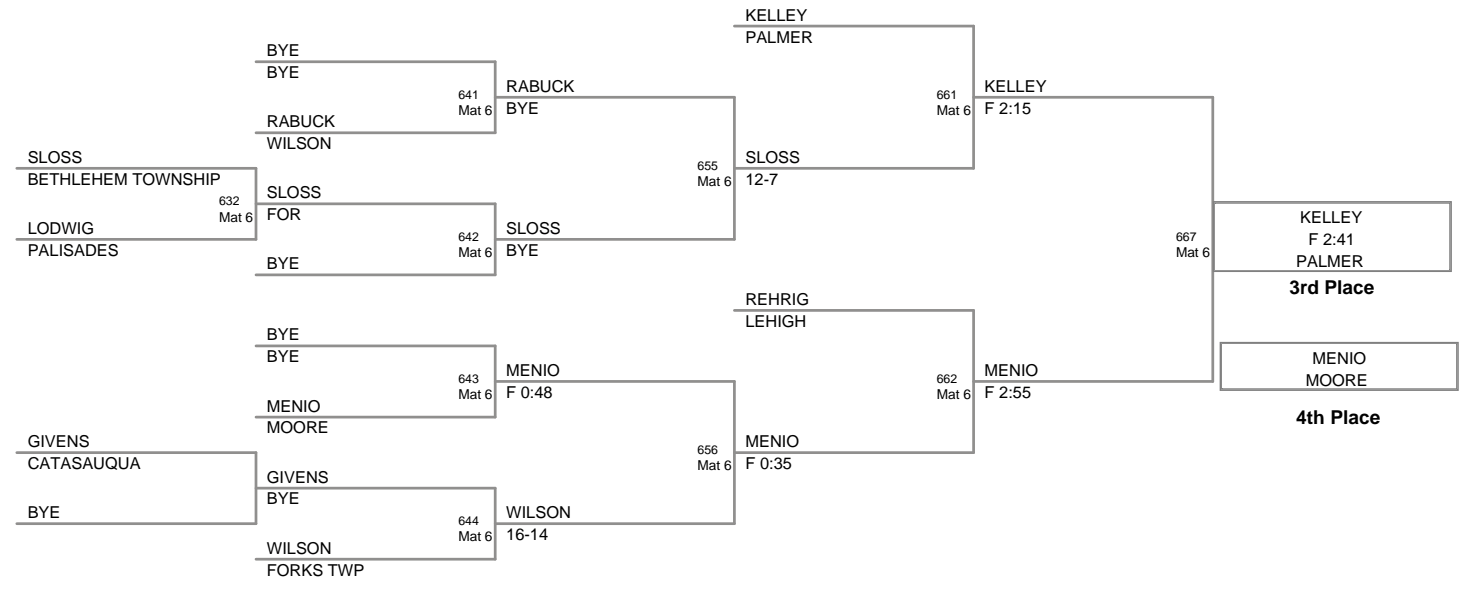 KELLEY
PALMER
BYE
BYE
641
Mat 6
RABUCK
BYE
661
Mat 6
KELLEY
F 2:15
RABUCK
WILSON
SLOSS
BETHLEHEM TOWNSHIP
655
Mat 6
SLOSS
12-7
632
Mat 6
SLOSS
FOR
LODWIG
PALISADES
642
Mat 6
SLOSS
BYE
BYE
667
Mat 6
KELLEY
F 2:41
PALMER
3rd Place
REHRIG
LEHIGH
BYE
BYE
643
Mat 6
MENIO
F 0:48
662
Mat 6
MENIO
F 2:55
MENIO
MOORE
4th Place
MENIO
MOORE
GIVENS
CATASAUQUA
656
Mat 6
MENIO
F 0:35
GIVENS
BYE
BYE
644
Mat 6
WILSON
16-14
WILSON
FORKS TWP